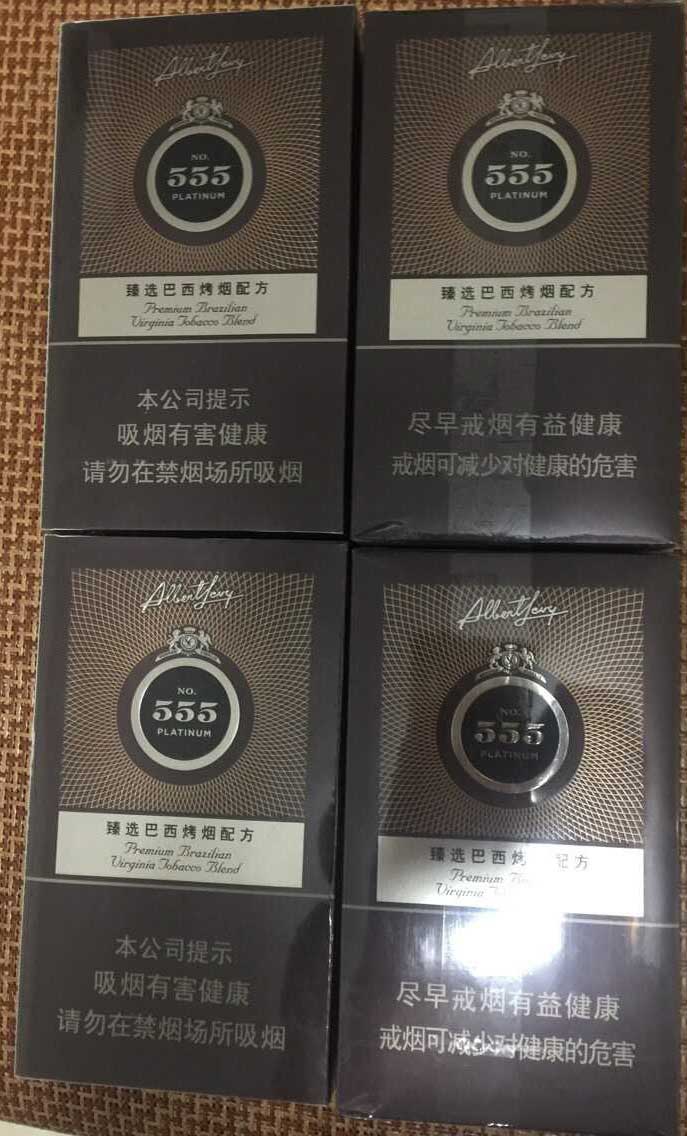 Albert Levy
NO.
555
PLATINUM
臻选巴西烤烟配方
Premium Brazilian
Virginia Tobacco Blend
本公司提示
吸烟有害健康
请勿在禁烟场所吸烟
Albert Levy
NO.
555
PLATINUM
臻选巴西烤烟配方
Premium Brazilian
Virginia Tobacco Blend
尽早戒烟有益健康
戒烟可减少对健康的危害
Albert Levy
NO.
555
PLATINUM
臻选巴西烤烟配方
Premium Brazilian
Virginia Tobacco Blend
本公司提示
吸烟有害健康
请勿在禁烟场所吸烟
Albert Levy
NO.
555
PLATINUM
臻选巴西烤 配方
Premium
Virginia
尽早戒烟有益健康
戒烟可减少对健康的危害